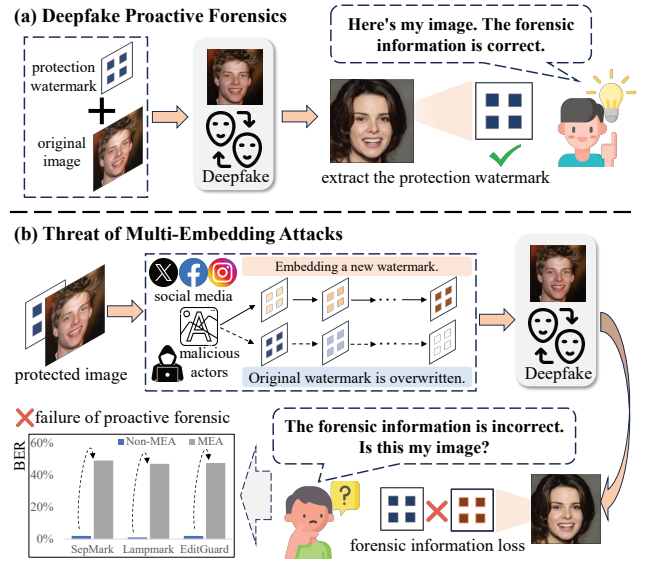 (a) Deepfake Proactive Forensics
protection
watermark
original
image
Deepfake
Here's my image. The forensic
information is correct.
extract the protection watermark
(b) Threat of Multi-Embedding Attacks
protected image
social media
malicious
actors
Embedding a new watermark.
Original watermark is overwritten.
Deepfake
failure of proactive forensic
BER
60%
40%
20%
0%
Non-MEA
MEA
SepMark
Lampmark
EditGuard
The forensic information is incorrect.
Is this my image?
?
forensic information loss